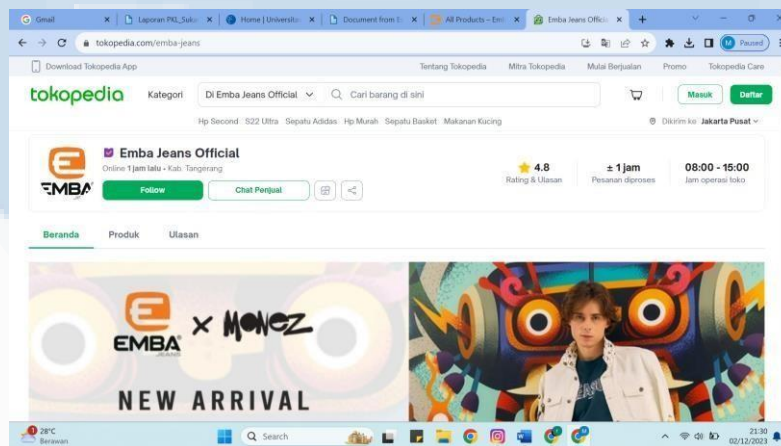 Gmail
Laporan PKL_Suku
Home | Universita
Document from E
All Products – Emb
Emba Jeans Offici
tokopedia.com/emba-jeans
Paused
Download Tokopedia App
Tentang Tokopedia Mitra Tokopedia Mulai Berjualan Promo Tokopedia Care
tokopedia Kategori Di Emba Jeans Official Cari barang di sini Masuk Daftar
Hp Second S22 Ultra Sepatu Adidas Hp Murah Sepatu Basket Makanan Kucing Dikirim ke Jakarta Pusat
Emba Jeans Official
Online 1 jam lalu • Kab. Tangerang
Follow Chat Penjual
EMBA
4.8
Rating & Ulasan
± 1 jam
Pesanan diproses
08:00 - 15:00
Jam operasi toko
Beranda Produk Ulasan
EMBA JEANS X MONEZ
NEW ARRIVAL
28°C
Berawan
Search
21:30
02/12/2023